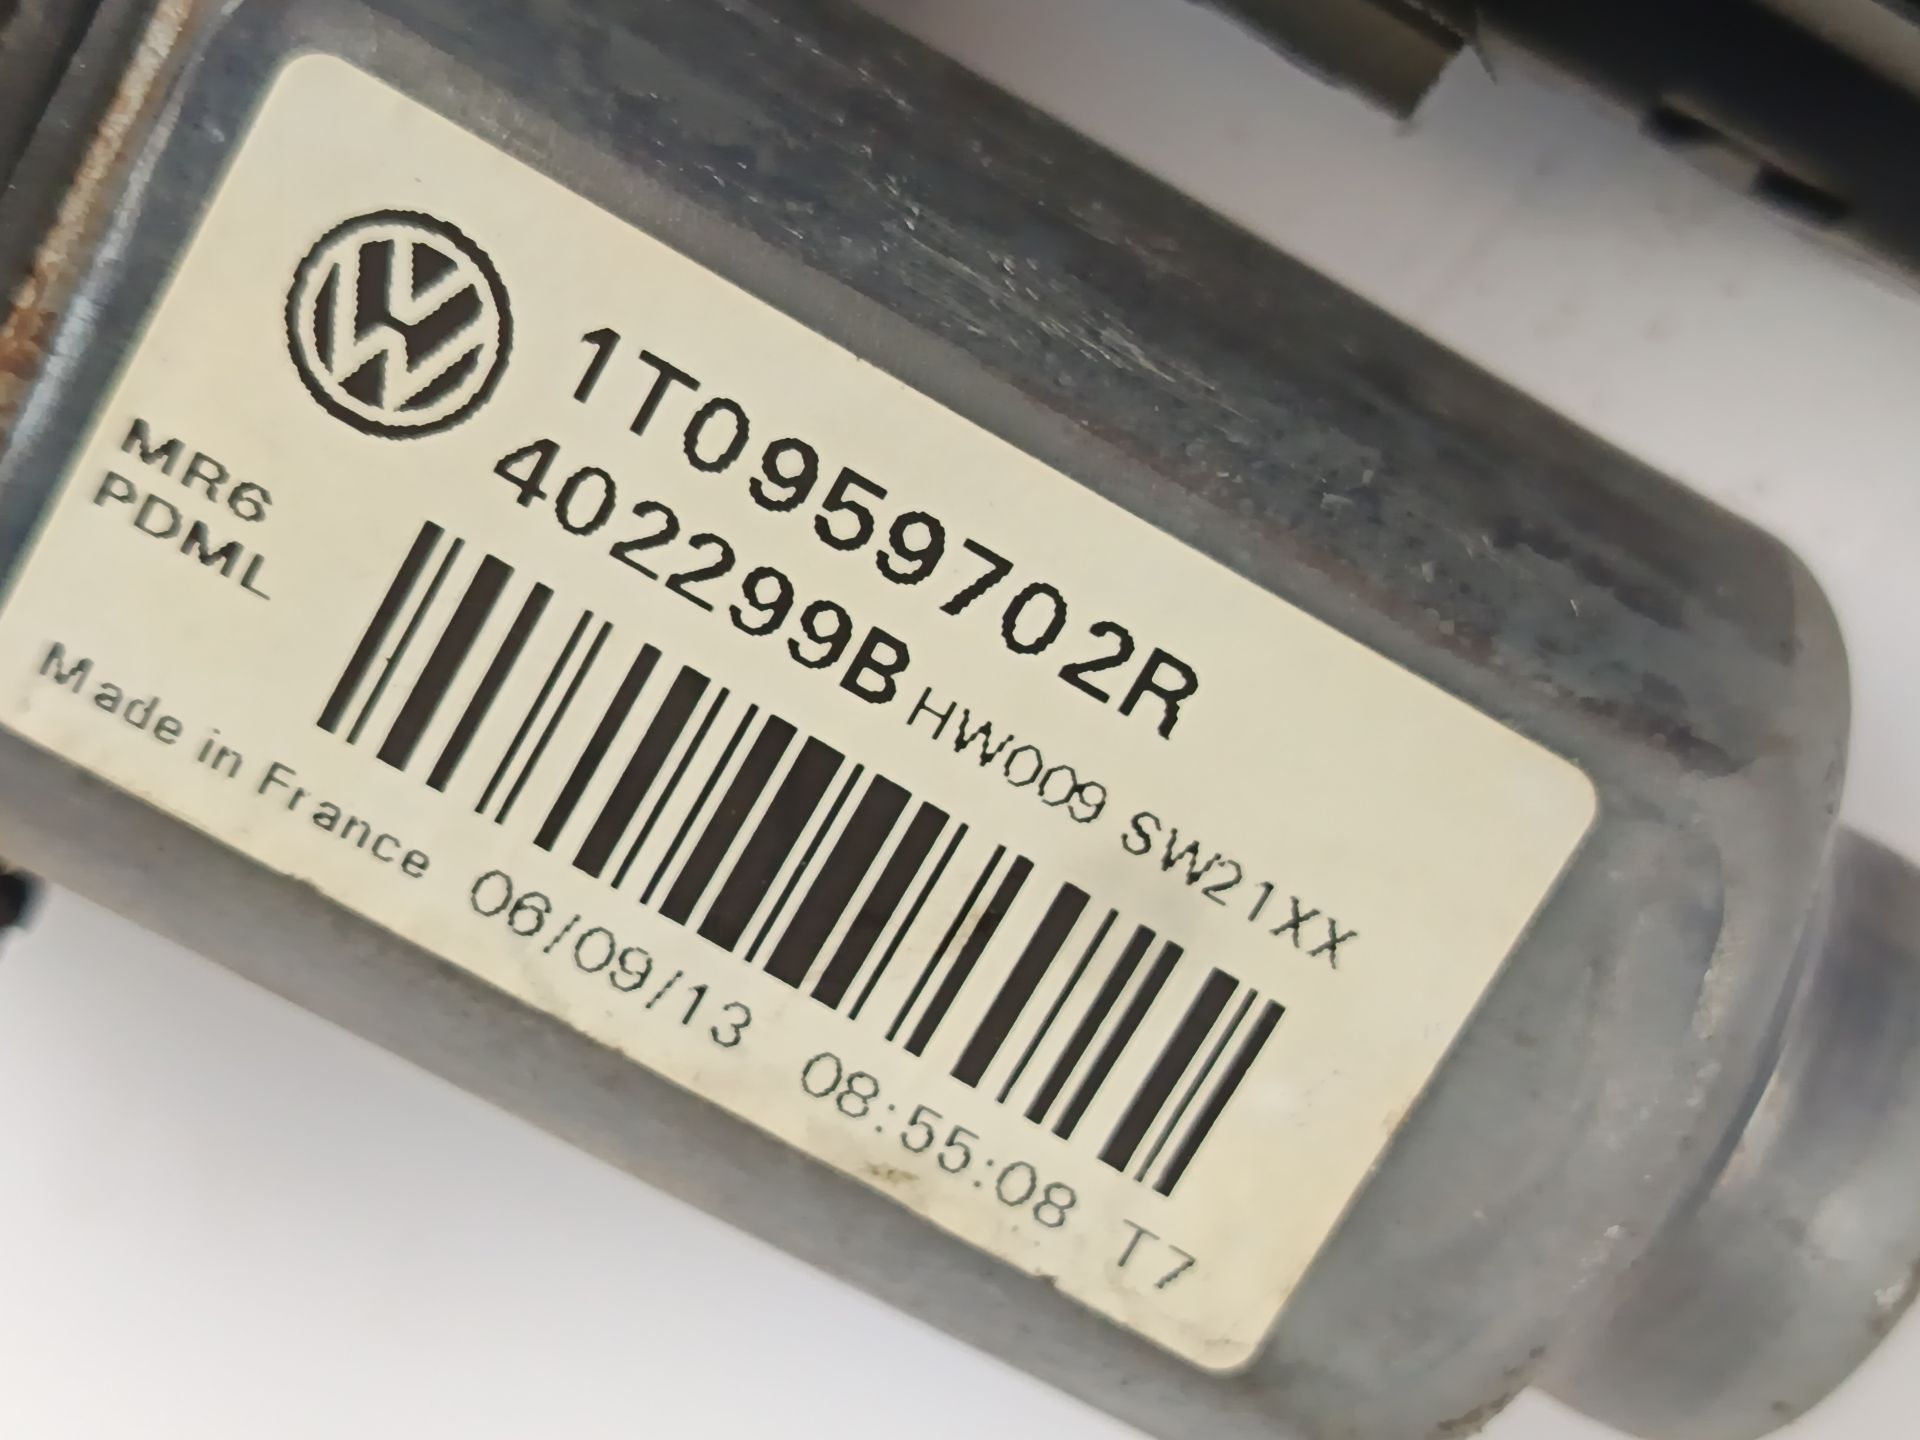 1T0959702R
402299B HW009 SW21XX
MR6
PDML
Made in France 06/09/13 08:55:08 T7